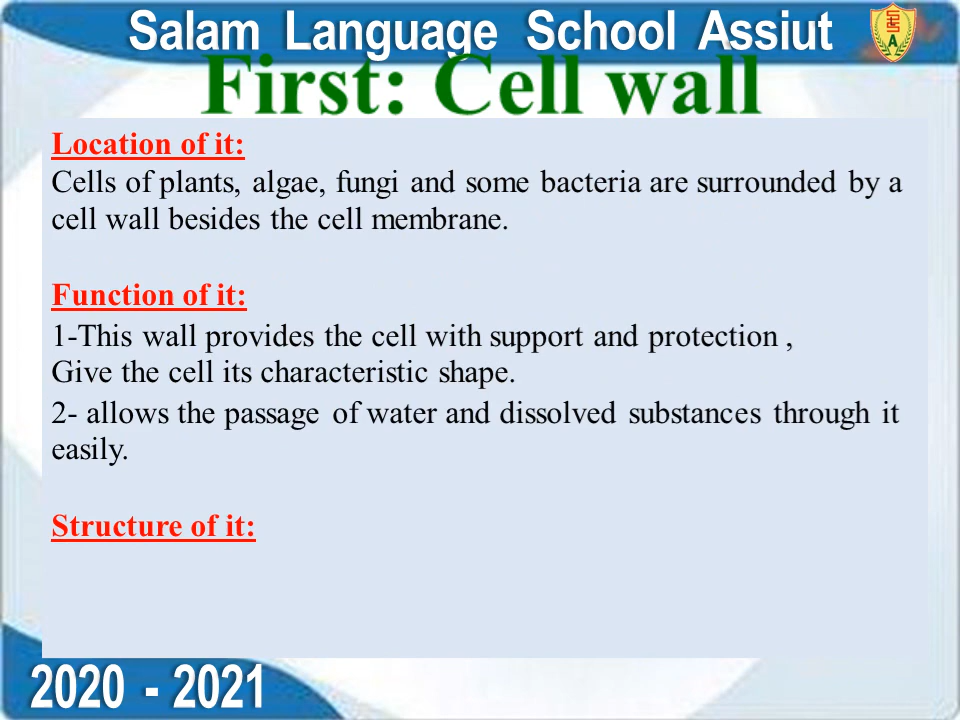 Salam Language School Assiut
First: Cell wall
Location of it:
Cells of plants, algae, fungi and some bacteria are surrounded by a
cell wall besides the cell membrane.
Function of it:
1-This wall provides the cell with support and protection ,
Give the cell its characteristic shape.
2- allows the passage of water and dissolved substances through it
easily.
Structure of it:
2020 - 2021